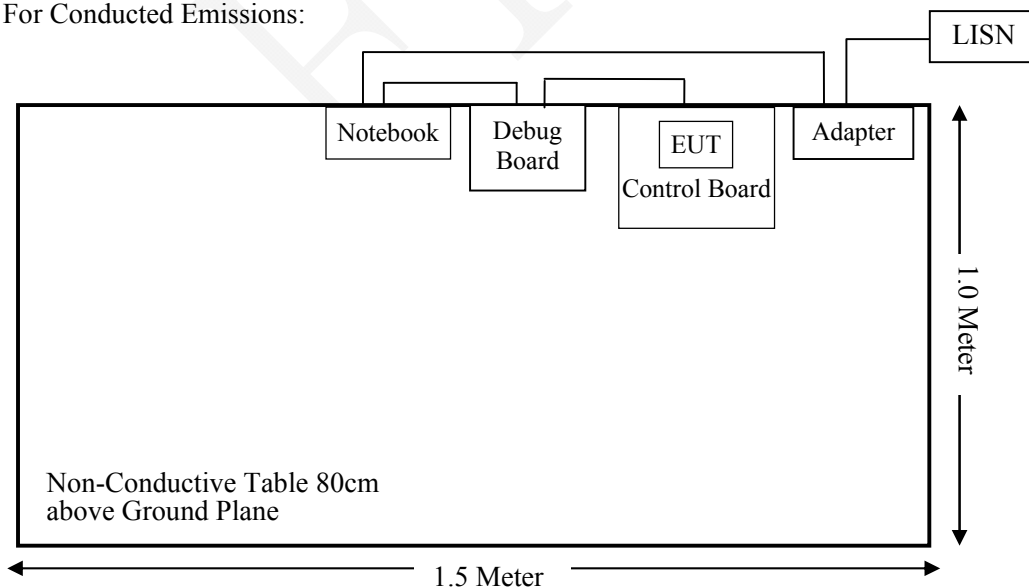 For Conducted Emissions:
LISN
Notebook
Debug
Board
EUT
Control Board
Adapter
1.0 Meter
Non-Conductive Table 80cm
above Ground Plane
1.5 Meter